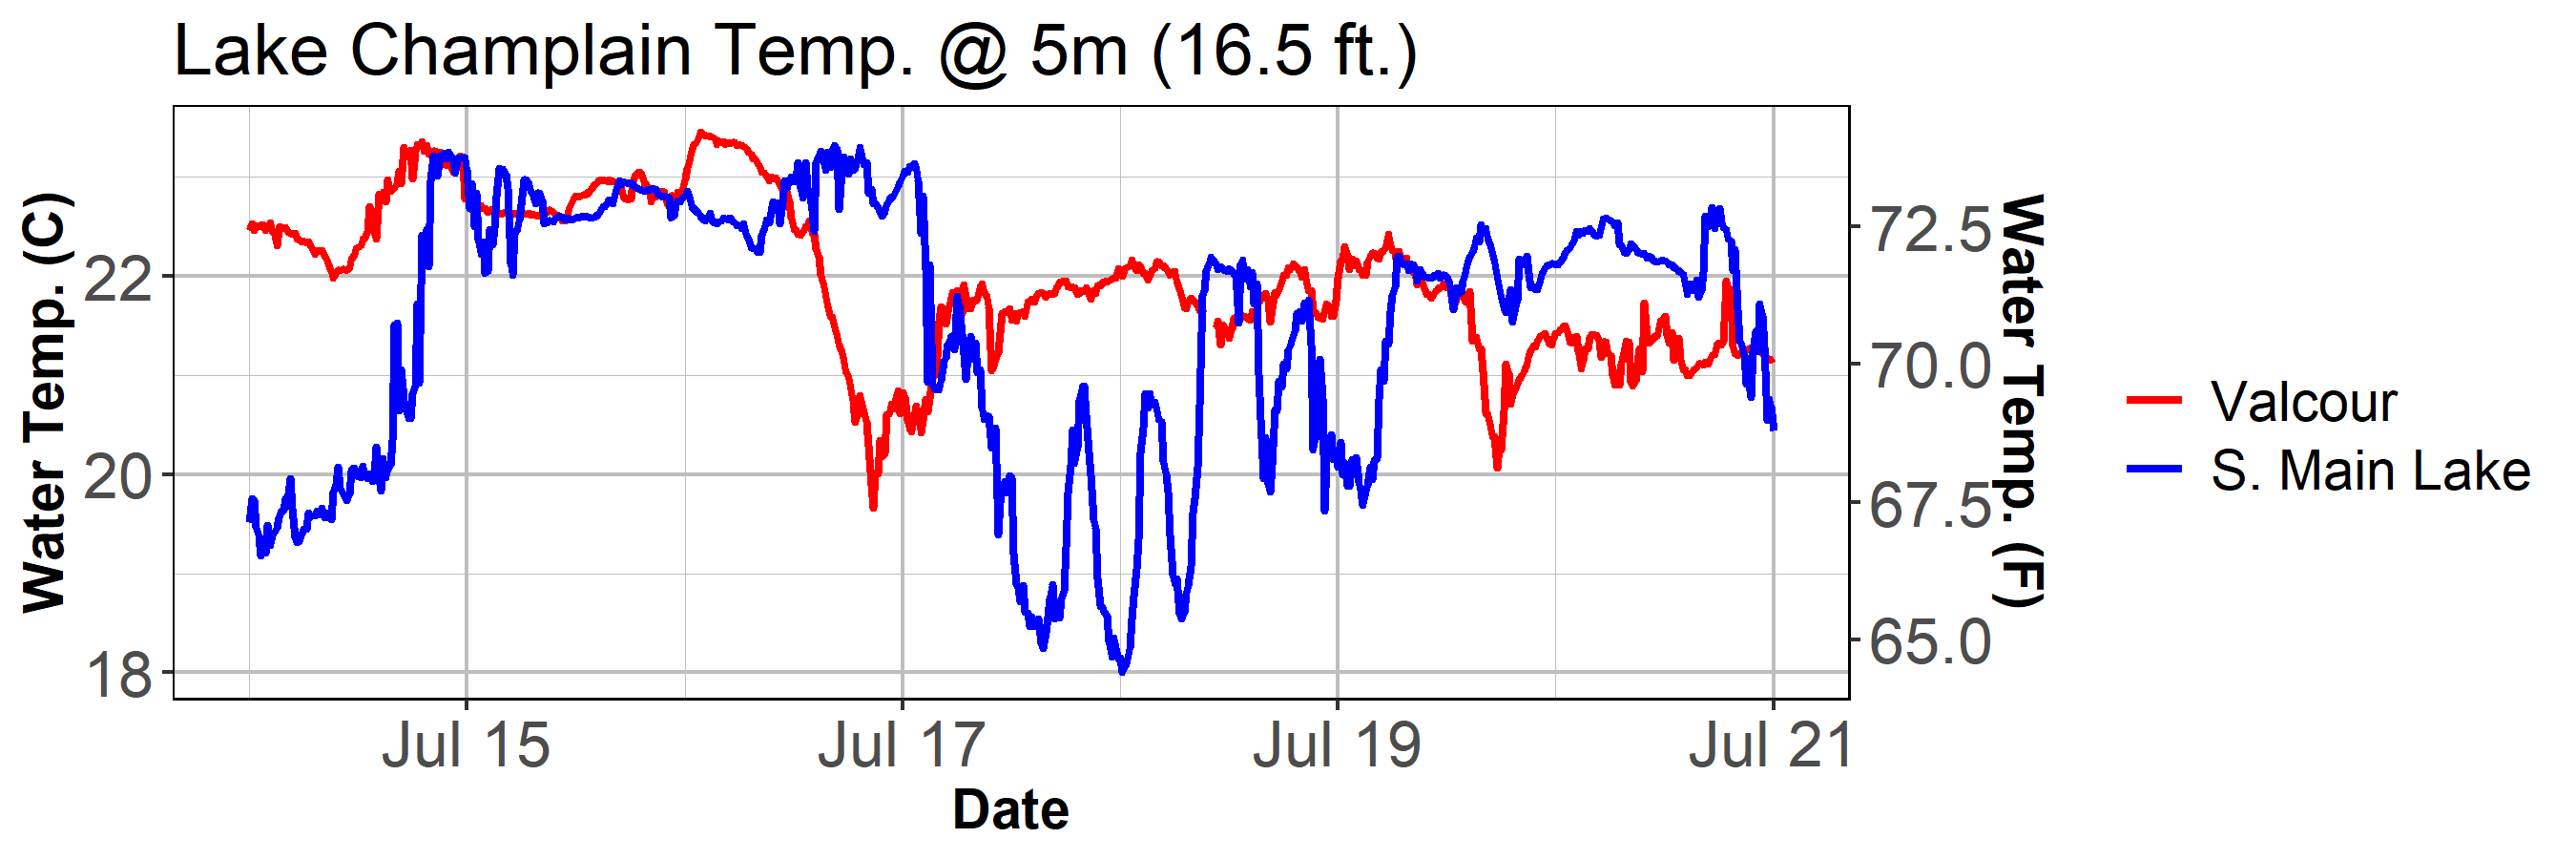 Lake Champlain Temp. @ 5m (16.5 ft.)
Water Temp. (C)
22
20
18
72.5
70.0
67.5
65.0
Water Temp. (F)
Jul 15
Jul 17
Jul 19
Jul 21
Date
Valcour
S. Main Lake